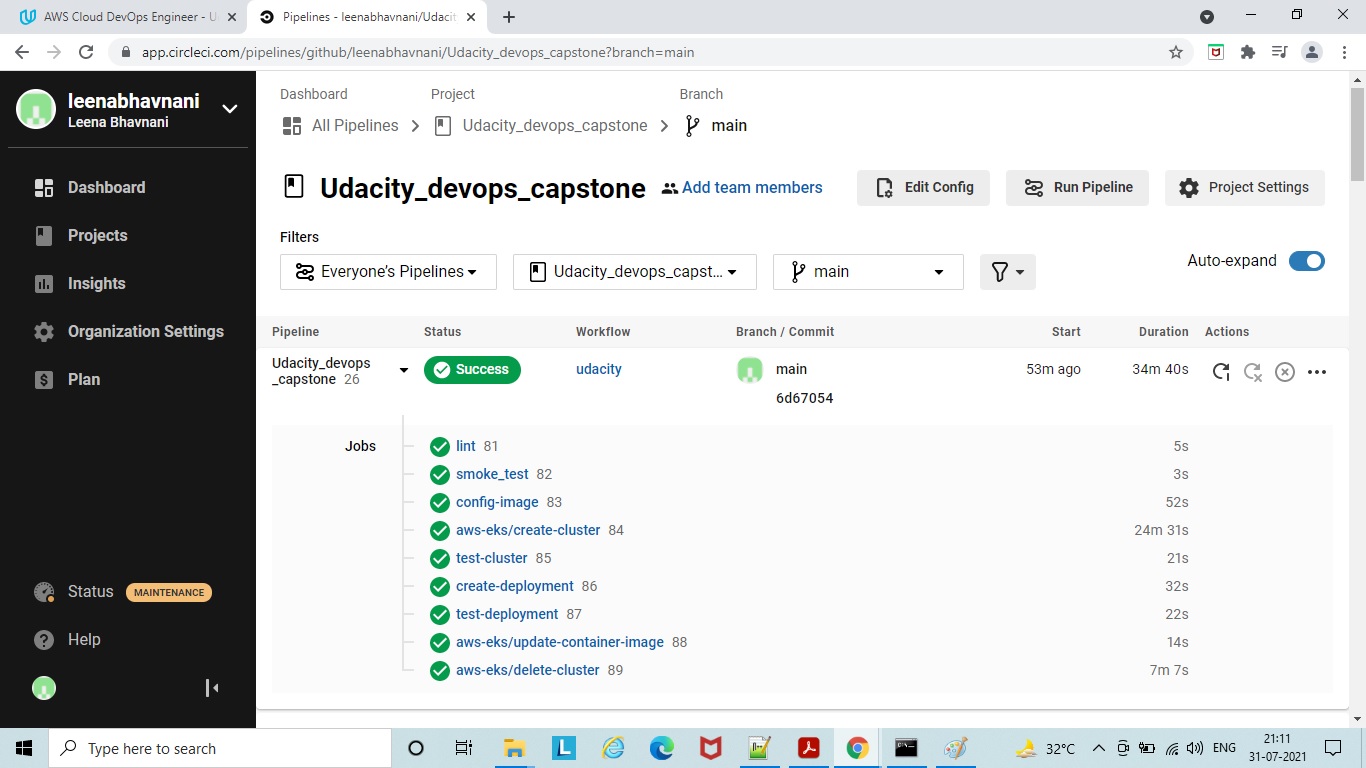 AWS Cloud DevOps Engineer - U
Pipelines - leenabhavnani/Udacit
app.circleci.com/pipelines/github/leenabhavnani/Udacity_devops_capstone?branch=main
leenabhavnani
Leena Bhavnani
Dashboard
Projects
Insights
Organization Settings
Plan
Status MAINTENANCE
Help
Dashboard Project Branch
All Pipelines Udacity_devops_capstone main
Udacity_devops_capstone Add team members Edit Config Run Pipeline Project Settings
Filters
Everyone's Pipelines Udacity_devops_capst... main Auto-expand
Pipeline Status Workflow Branch / Commit Start Duration Actions
Udacity_devops
_capstone 26 Success udacity main 53m ago 34m 40s
6d67054
Jobs lint 81 5s
smoke_test 82 3s
config-image 83 52s
aws-eks/create-cluster 84 24m 31s
test-cluster 85 21s
create-deployment 86 32s
test-deployment 87 22s
aws-eks/update-container-image 88 14s
aws-eks/delete-cluster 89 7m 7s
Type here to search 32°C ENG 21:11
31-07-2021